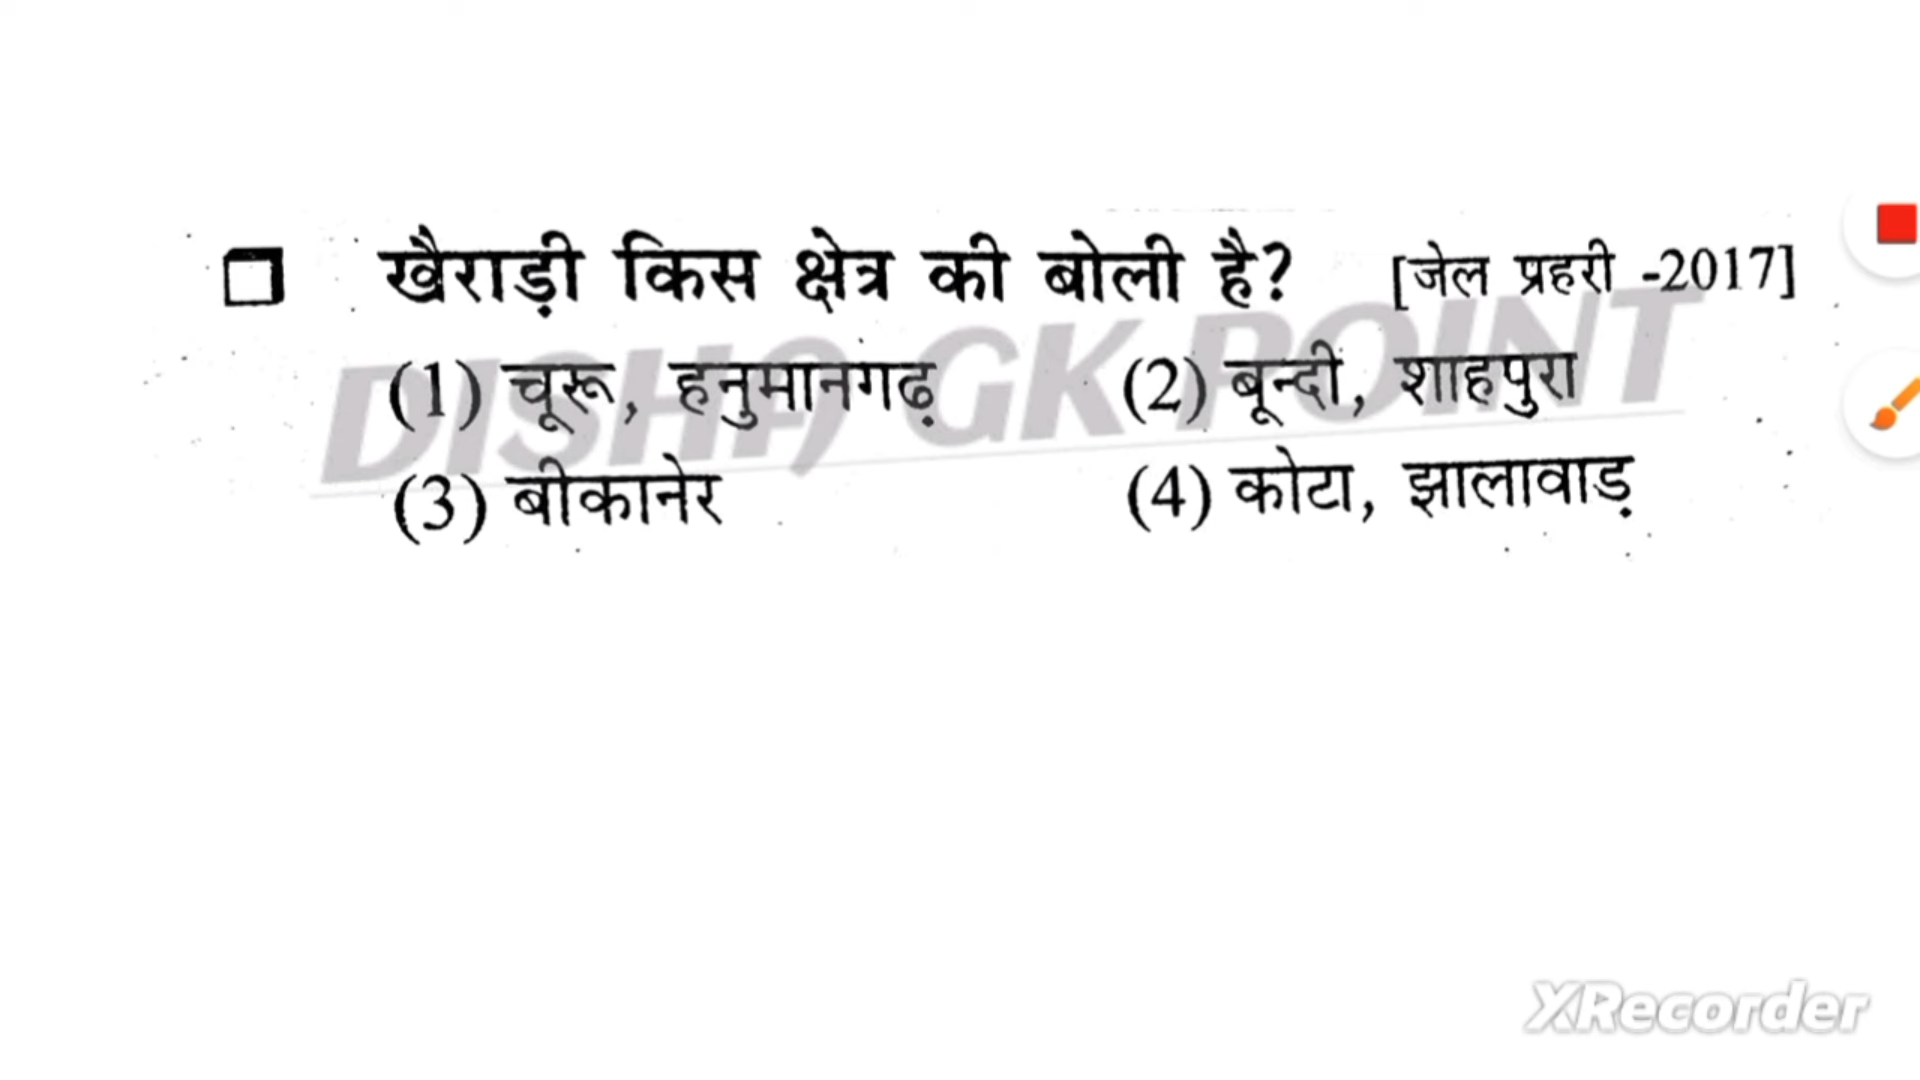 खैराड़ी किस क्षेत्र की बोली है? [जेल प्रहरी -2017]
(1) चूरू, हनुमानगढ़ (2) बून्दी, शाहपुरा
(3) बीकानेर (4) कोटा, झालावाड़
DISHA GK POINT
XRecorder